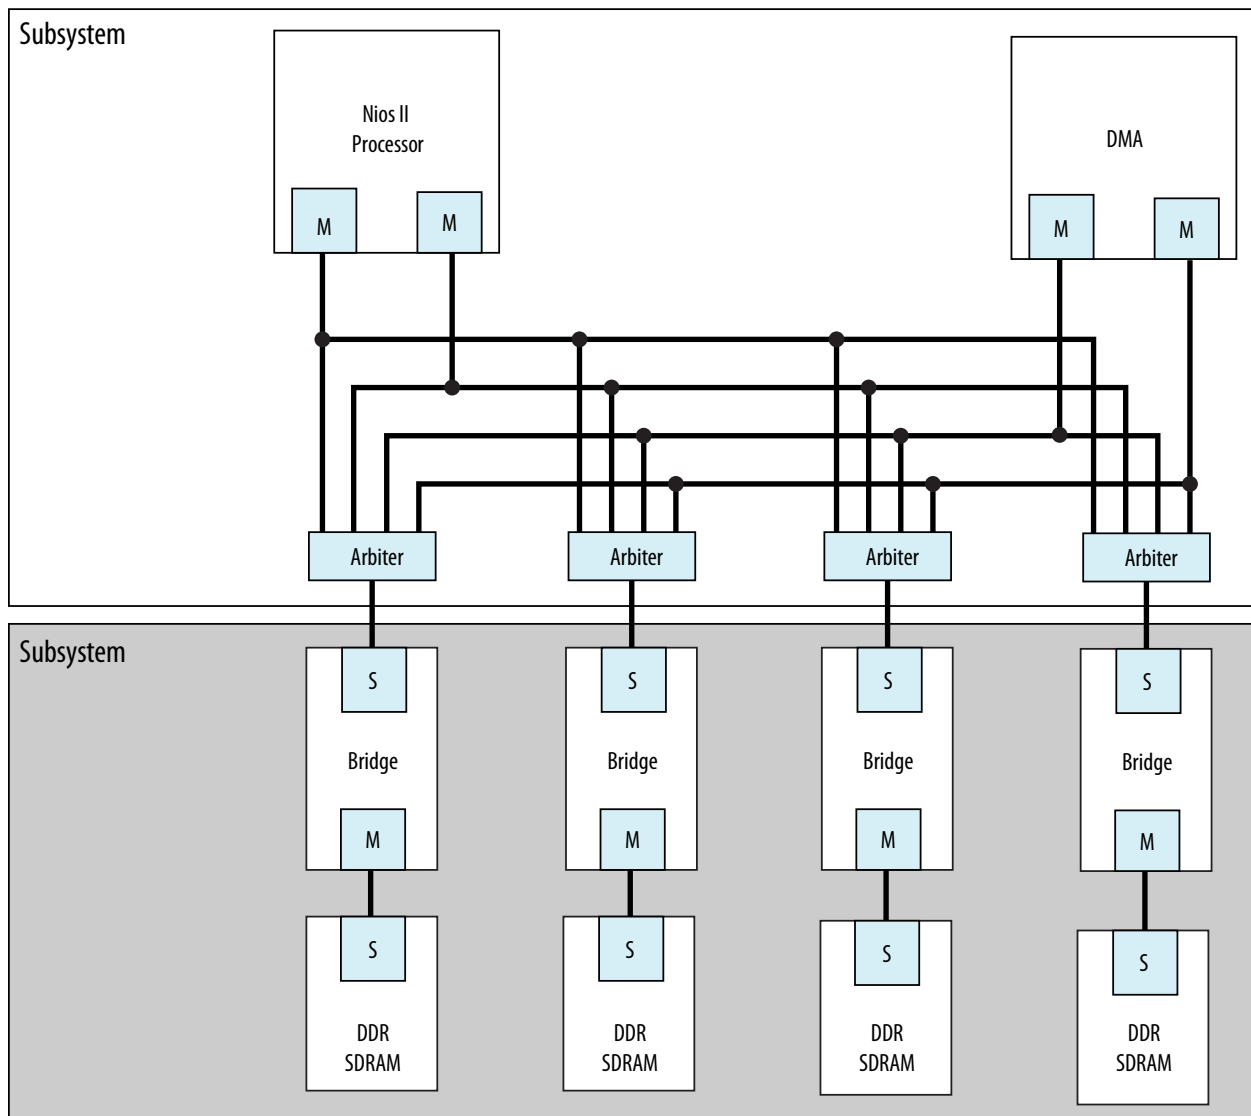 Subsystem
Nios II
Processor
DMA
M
M
M
M
Arbiter
Arbiter
Arbiter
Arbiter
Subsystem
S
S
S
S
Bridge
Bridge
Bridge
Bridge
M
M
M
M
S
S
S
S
DDR
SDRAM
DDR
SDRAM
DDR
SDRAM
DDR
SDRAM